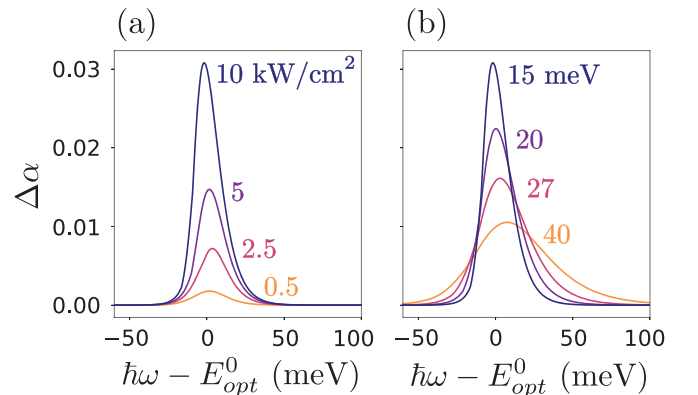 (a)
(b)
0.03
0.02
0.01
0.00
Δα
10 kW/cm²
5
2.5
0.5
15 meV
20
27
40
−50 0 50 100
−50 0 50 100
ℏω − E⁰ₒₚₜ (meV)
ℏω − E⁰ₒₚₜ (meV)